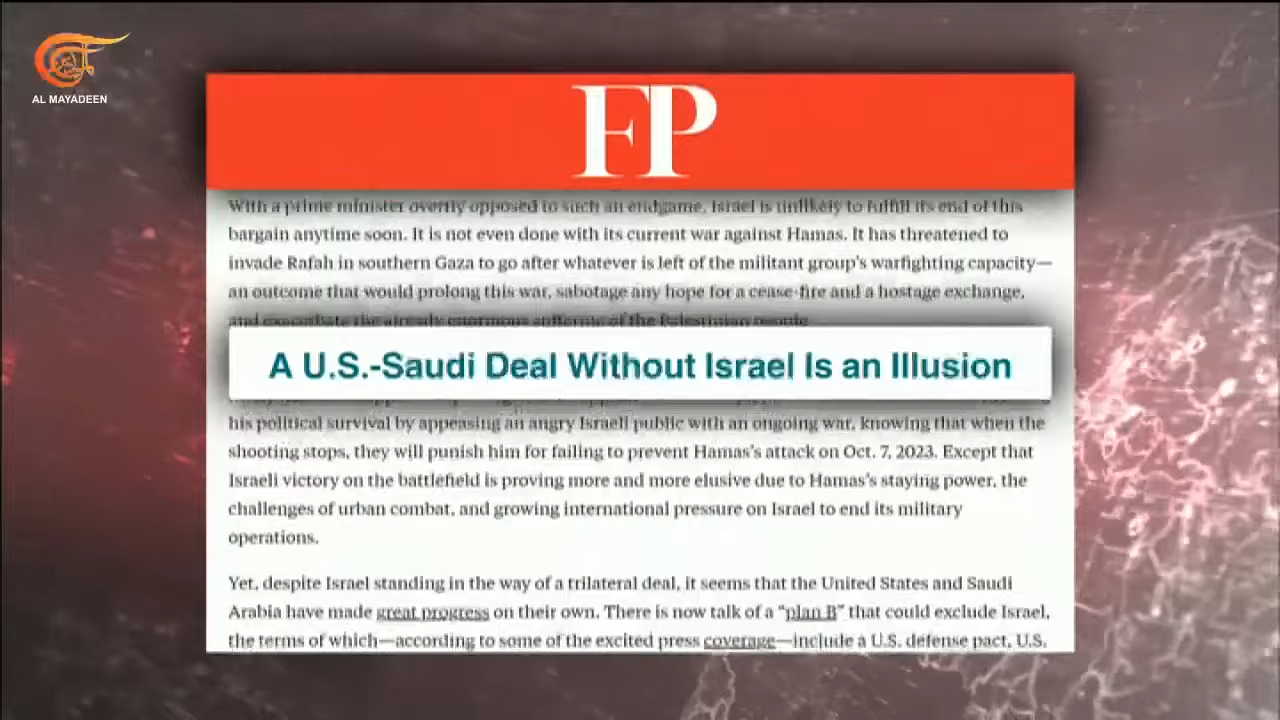 AL MAYADEEN
FP
With a prime minister overtly opposed to such an endgame, Israel is unlikely to fulfill its end of this
bargain anytime soon. It is not even done with its current war against Hamas. It has threatened to
invade Rafah in southern Gaza to go after whatever is left of the militant group's warfighting capacity—
an outcome that would prolong this war, sabotage any hope for a cease-fire and a hostage exchange,
and exacerbate the already enormous suffering of the Palestinian people.
A U.S.-Saudi Deal Without Israel Is an Illusion
his political survival by appeasing an angry Israeli public with an ongoing war, knowing that when the
shooting stops, they will punish him for failing to prevent Hamas's attack on Oct. 7, 2023. Except that
Israeli victory on the battlefield is proving more and more elusive due to Hamas's staying power, the
challenges of urban combat, and growing international pressure on Israel to end its military
operations.
Yet, despite Israel standing in the way of a trilateral deal, it seems that the United States and Saudi
Arabia have made great progress on their own. There is now talk of a “plan B” that could exclude Israel,
the terms of which—according to some of the excited press coverage—include a U.S. defense pact, U.S.